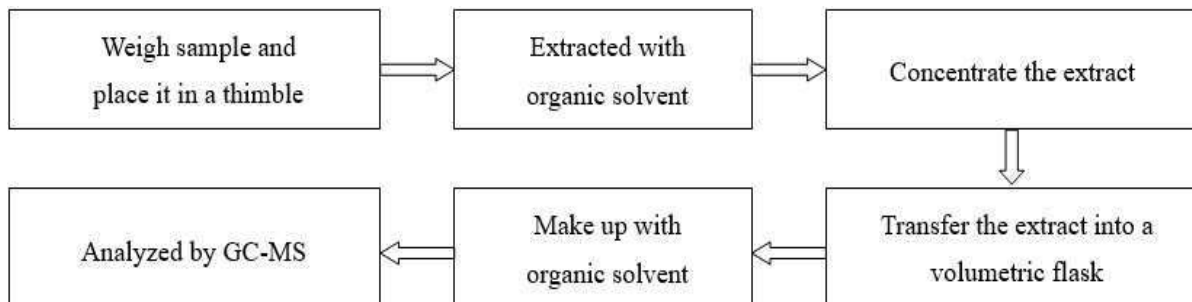 Weigh sample and
place it in a thimble
Extracted with
organic solvent
Concentrate the extract
Transfer the extract into a
volumetric flask
Make up with
organic solvent
Analyzed by GC-MS